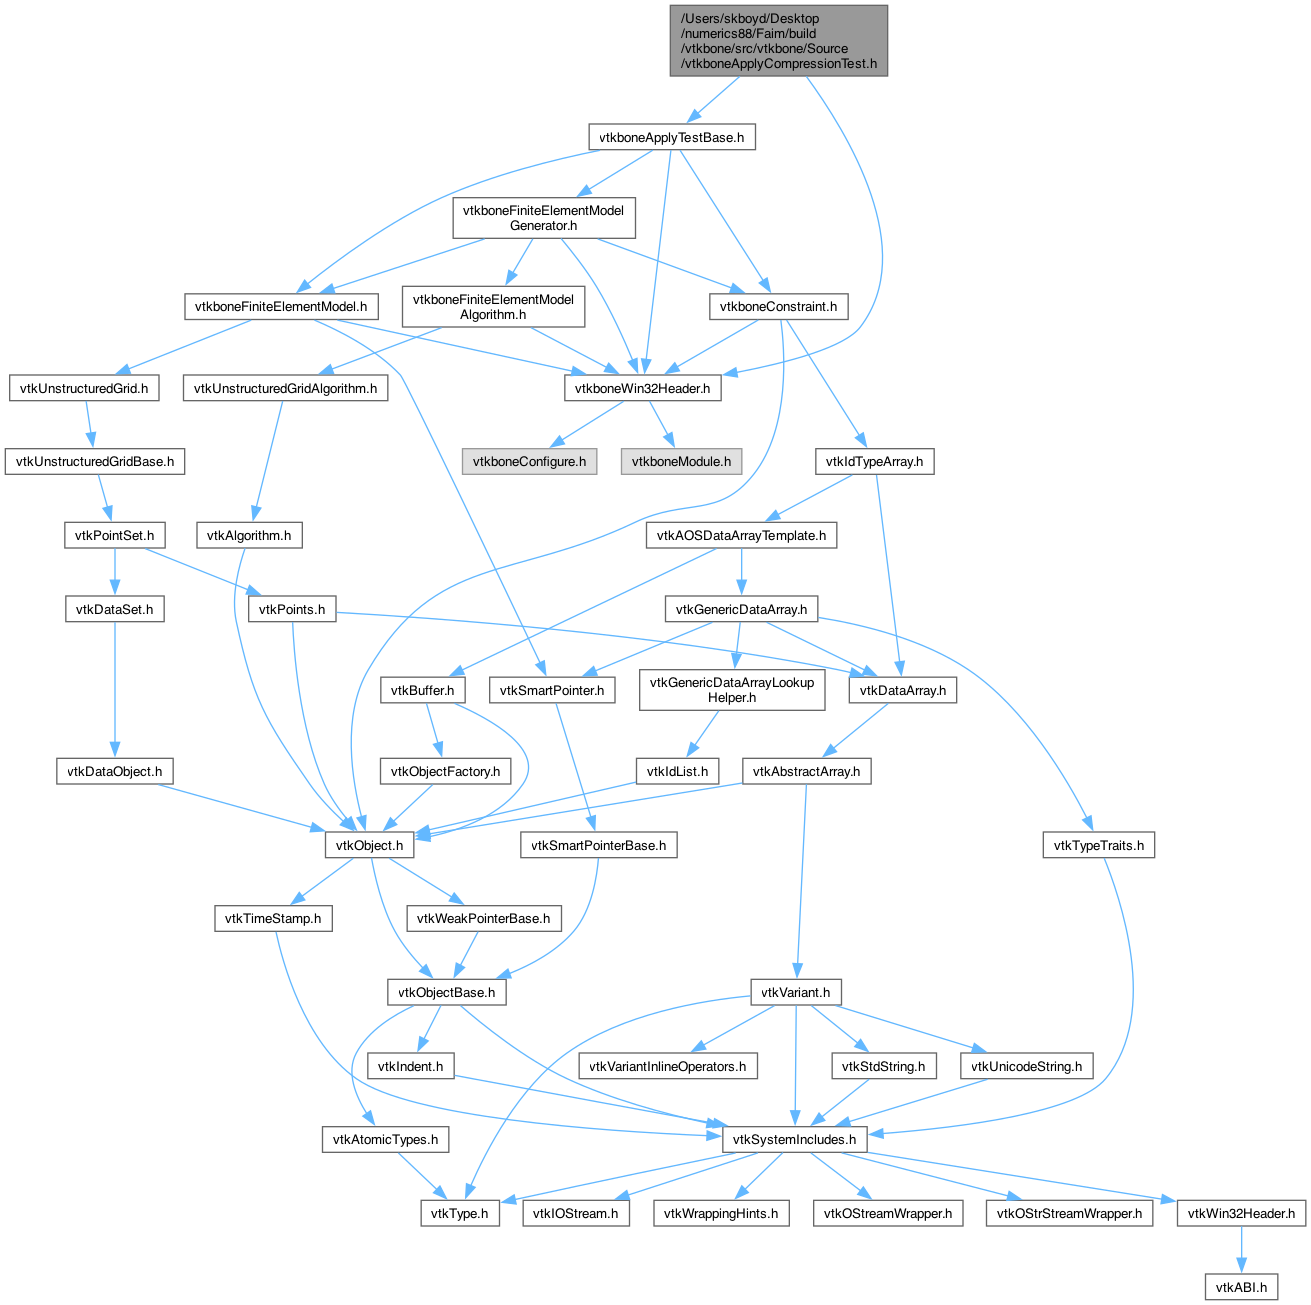 /Users/skboyd/Desktop
/numerics88/Faim/build
/vtkbone/src/vtkbone/Source
/vtkboneApplyCompressionTest.h
vtkboneApplyTestBase.h
vtkboneFiniteElementModel
Generator.h
vtkboneFiniteElementModel.h
vtkboneFiniteElementModel
Algorithm.h
vtkboneConstraint.h
vtkUnstructuredGrid.h
vtkUnstructuredGridAlgorithm.h
vtkboneWin32Header.h
vtkUnstructuredGridBase.h
vtkboneConfigure.h
vtkboneModule.h
vtkIdTypeArray.h
vtkPointSet.h
vtkAlgorithm.h
vtkAOSDataArrayTemplate.h
vtkDataSet.h
vtkPoints.h
vtkGenericDataArray.h
vtkBuffer.h
vtkSmartPointer.h
vtkGenericDataArrayLookup
Helper.h
vtkDataArray.h
vtkDataObject.h
vtkObjectFactory.h
vtkIdList.h
vtkAbstractArray.h
vtkObject.h
vtkSmartPointerBase.h
vtkTypeTraits.h
vtkTimeStamp.h
vtkWeakPointerBase.h
vtkObjectBase.h
vtkVariant.h
vtkIndent.h
vtkVariantInlineOperators.h
vtkStdString.h
vtkUnicodeString.h
vtkAtomicTypes.h
vtkSystemIncludes.h
vtkType.h
vtkIOStream.h
vtkWrappingHints.h
vtkOStreamWrapper.h
vtkOStrStreamWrapper.h
vtkWin32Header.h
vtkABI.h